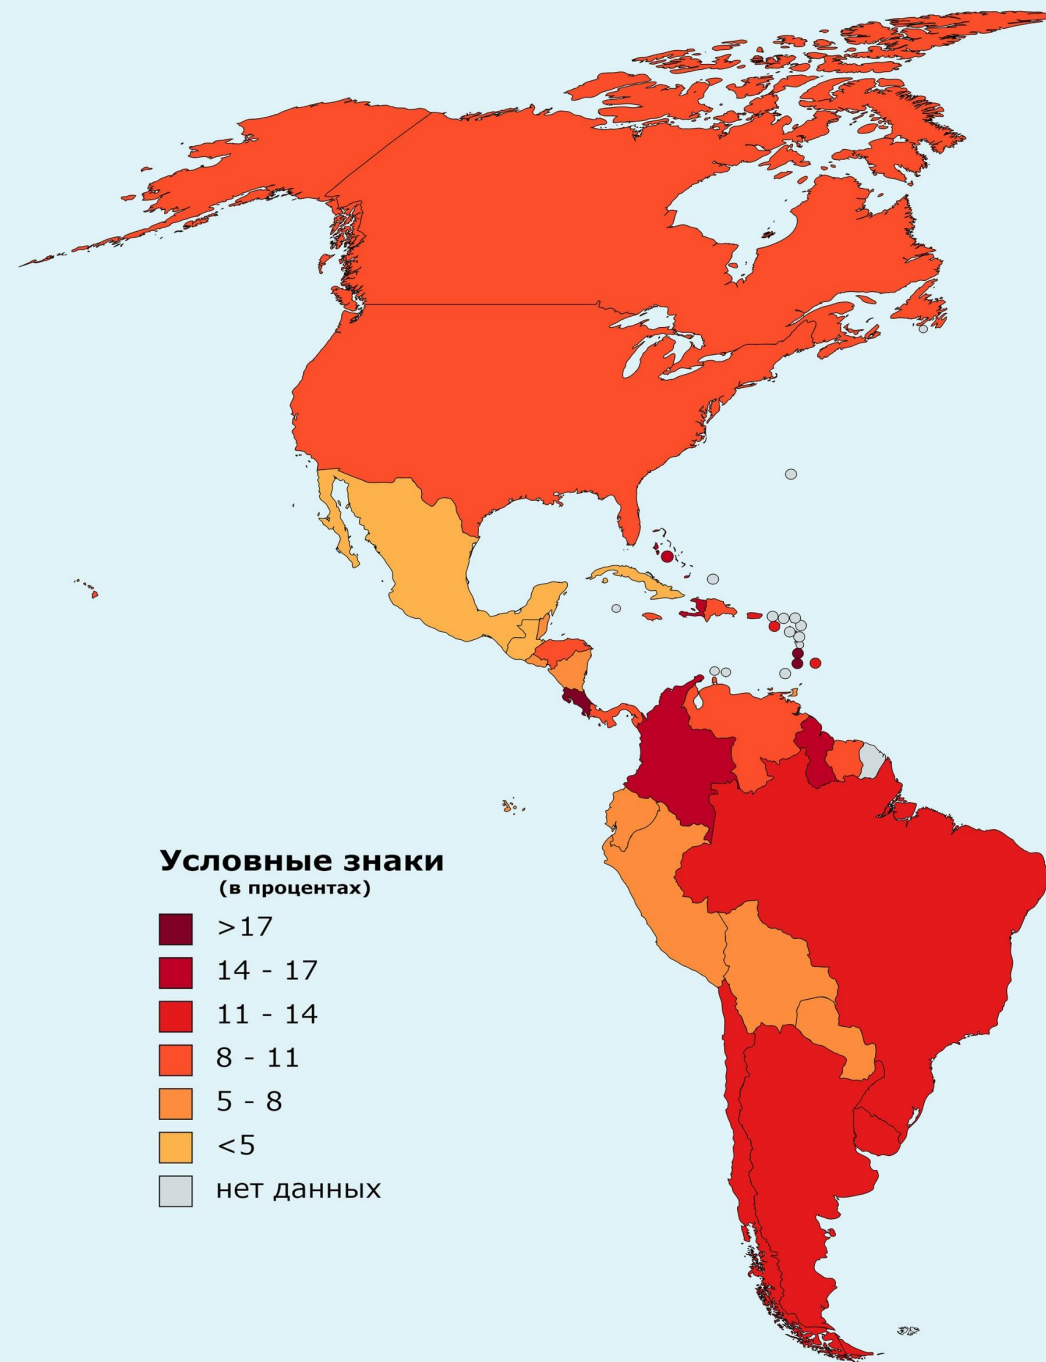 Условные знаки
(в процентах)
>17
14 - 17
11 - 14
8 - 11
5 - 8
<5
нет данных